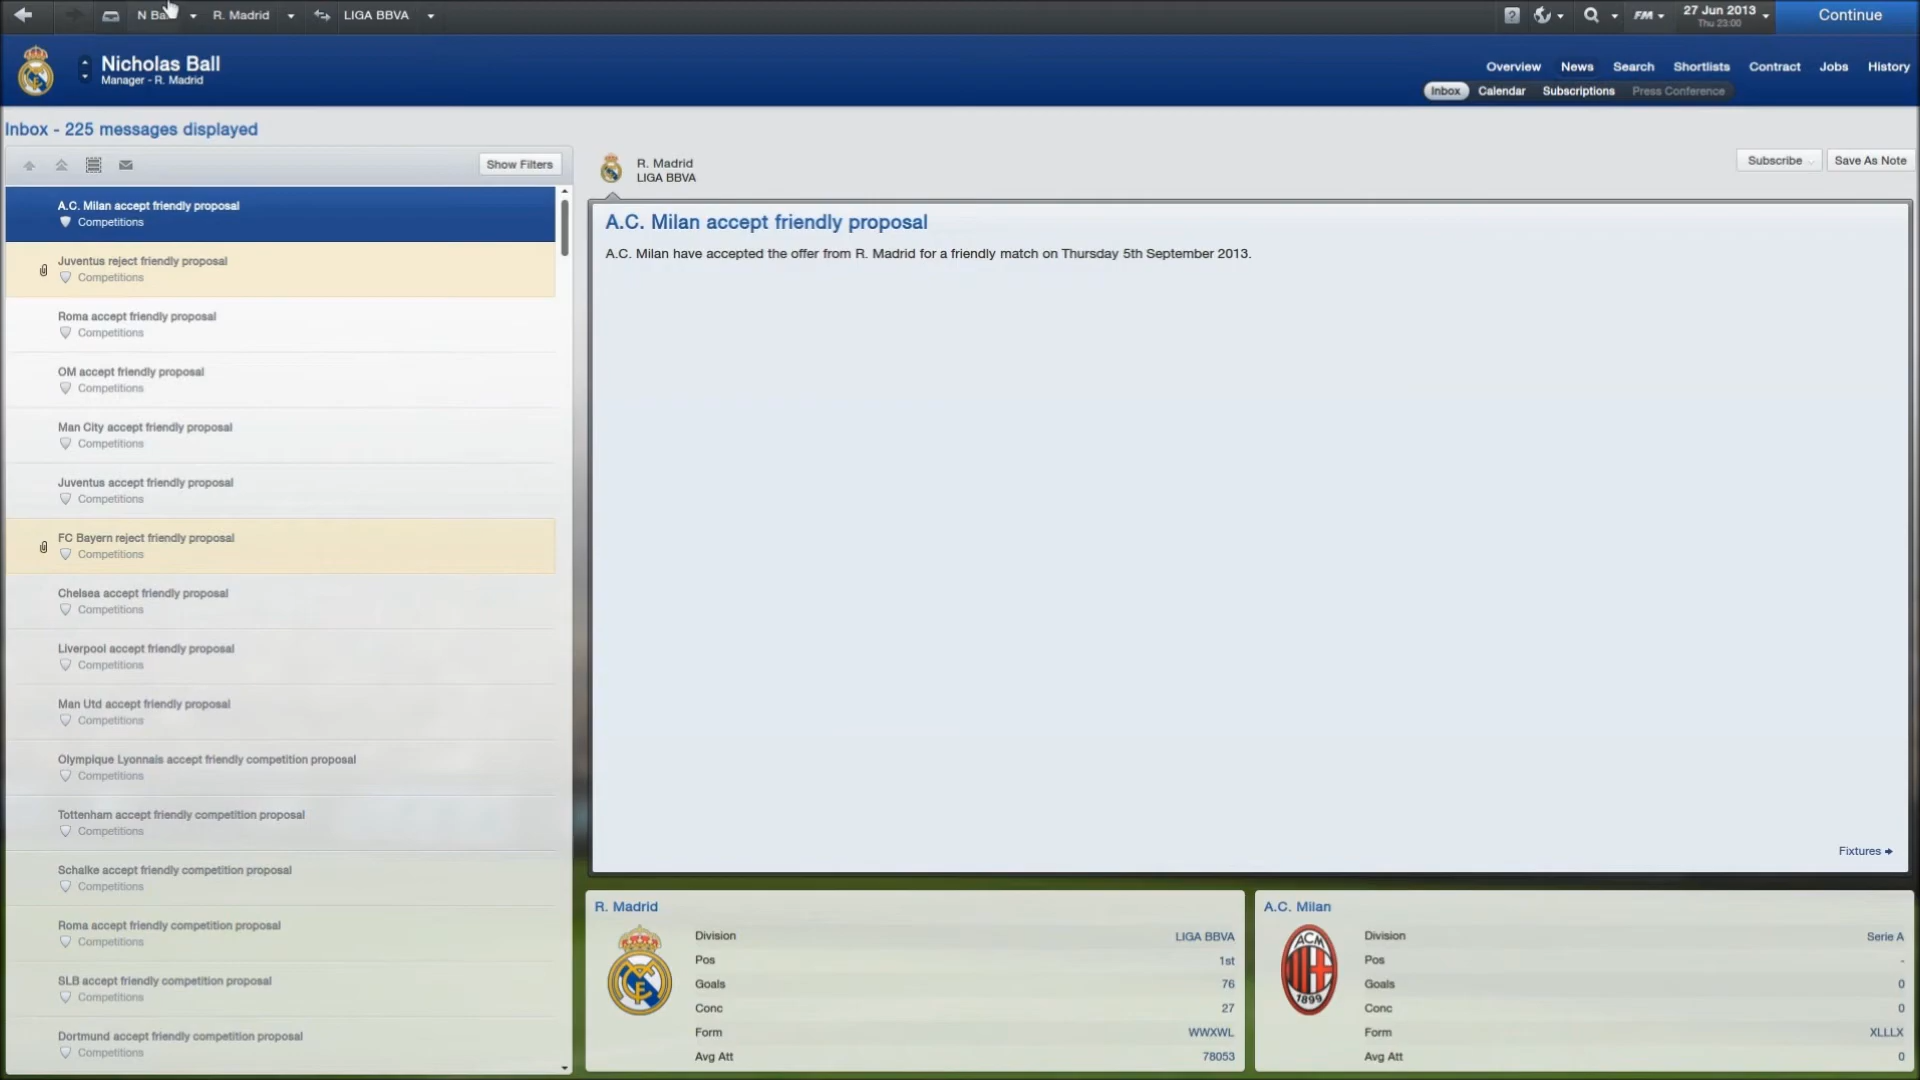 R. Madrid
LIGA BBVA
FM
27 Jun 2013
Thu 23:00
Continue
Nicholas Ball
Manager - R. Madrid
Overview News Search Shortlists Contract Jobs History
Inbox Calendar Subscriptions Press Conference
Inbox - 225 messages displayed
Show Filters
A.C. Milan accept friendly proposal
Competitions
Juventus reject friendly proposal
Competitions
Roma accept friendly proposal
Competitions
OM accept friendly proposal
Competitions
Man City accept friendly proposal
Competitions
Juventus accept friendly proposal
Competitions
FC Bayern reject friendly proposal
Competitions
Chelsea accept friendly proposal
Competitions
Liverpool accept friendly proposal
Competitions
Man Utd accept friendly proposal
Competitions
Olympique Lyonnais accept friendly competition proposal
Competitions
Tottenham accept friendly competition proposal
Competitions
Schalke accept friendly competition proposal
Competitions
Roma accept friendly competition proposal
Competitions
SLB accept friendly competition proposal
Competitions
Dortmund accept friendly competition proposal
Competitions
R. Madrid
LIGA BBVA
Subscribe Save As Note
A.C. Milan accept friendly proposal
A.C. Milan have accepted the offer from R. Madrid for a friendly match on Thursday 5th September 2013.
Fixtures
R. Madrid
Division LIGA BBVA
Pos 1st
Goals 76
Conc 27
Form WWXWL
Avg Att 78053
A.C. Milan
ACM
1899
Division Serie A
Pos -
Goals 0
Conc 0
Form XLLLX
Avg Att 0